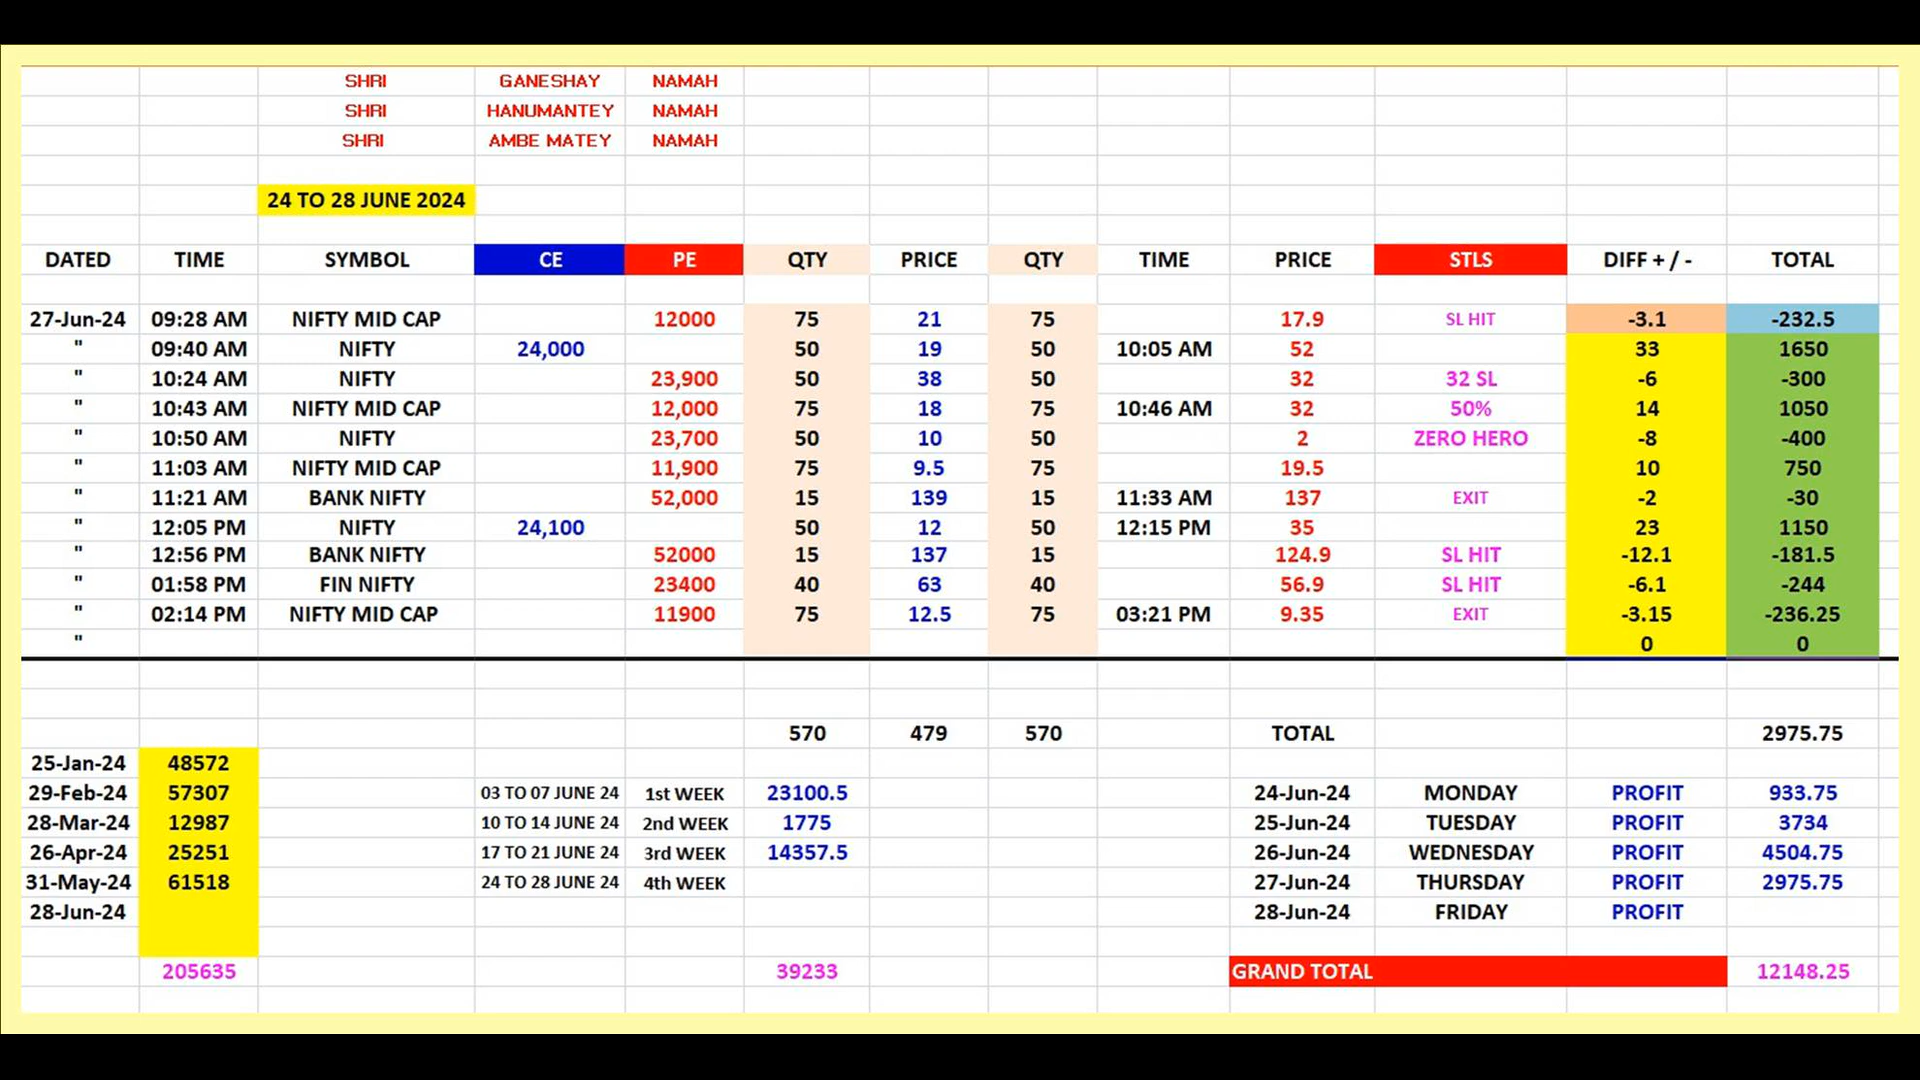 SHRI GANESHAY NAMAH
SHRI HANUMANTEY NAMAH
SHRI AMBE MATEY NAMAH
24 TO 28 JUNE 2024
DATED TIME SYMBOL CE PE QTY PRICE QTY TIME PRICE STLS DIFF + / - TOTAL
27-Jun-24 09:28 AM NIFTY MID CAP 12000 75 21 75 17.9 SL HIT -3.1 -232.5
" 09:40 AM NIFTY 24,000 50 19 50 10:05 AM 52 33 1650
" 10:24 AM NIFTY 23,900 50 38 50 32 32 SL -6 -300
" 10:43 AM NIFTY MID CAP 12,000 75 18 75 10:46 AM 32 50% 14 1050
" 10:50 AM NIFTY 23,700 50 10 50 2 ZERO HERO -8 -400
" 11:03 AM NIFTY MID CAP 11,900 75 9.5 75 19.5 10 750
" 11:21 AM BANK NIFTY 52,000 15 139 15 11:33 AM 137 EXIT -2 -30
" 12:05 PM NIFTY 24,100 50 12 50 12:15 PM 35 23 1150
" 12:56 PM BANK NIFTY 52000 15 137 15 124.9 SL HIT -12.1 -181.5
" 01:58 PM FIN NIFTY 23400 40 63 40 56.9 SL HIT -6.1 -244
" 02:14 PM NIFTY MID CAP 11900 75 12.5 75 03:21 PM 9.35 EXIT -3.15 -236.25
" 0 0
570 479 570 TOTAL 2975.75
25-Jan-24 48572
29-Feb-24 57307 03 TO 07 JUNE 24 1st WEEK 23100.5 24-Jun-24 MONDAY PROFIT 933.75
28-Mar-24 12987 10 TO 14 JUNE 24 2nd WEEK 1775 25-Jun-24 TUESDAY PROFIT 3734
26-Apr-24 25251 17 TO 21 JUNE 24 3rd WEEK 14357.5 26-Jun-24 WEDNESDAY PROFIT 4504.75
31-May-24 61518 24 TO 28 JUNE 24 4th WEEK 27-Jun-24 THURSDAY PROFIT 2975.75
28-Jun-24 28-Jun-24 FRIDAY PROFIT
205635 39233 GRAND TOTAL 12148.25